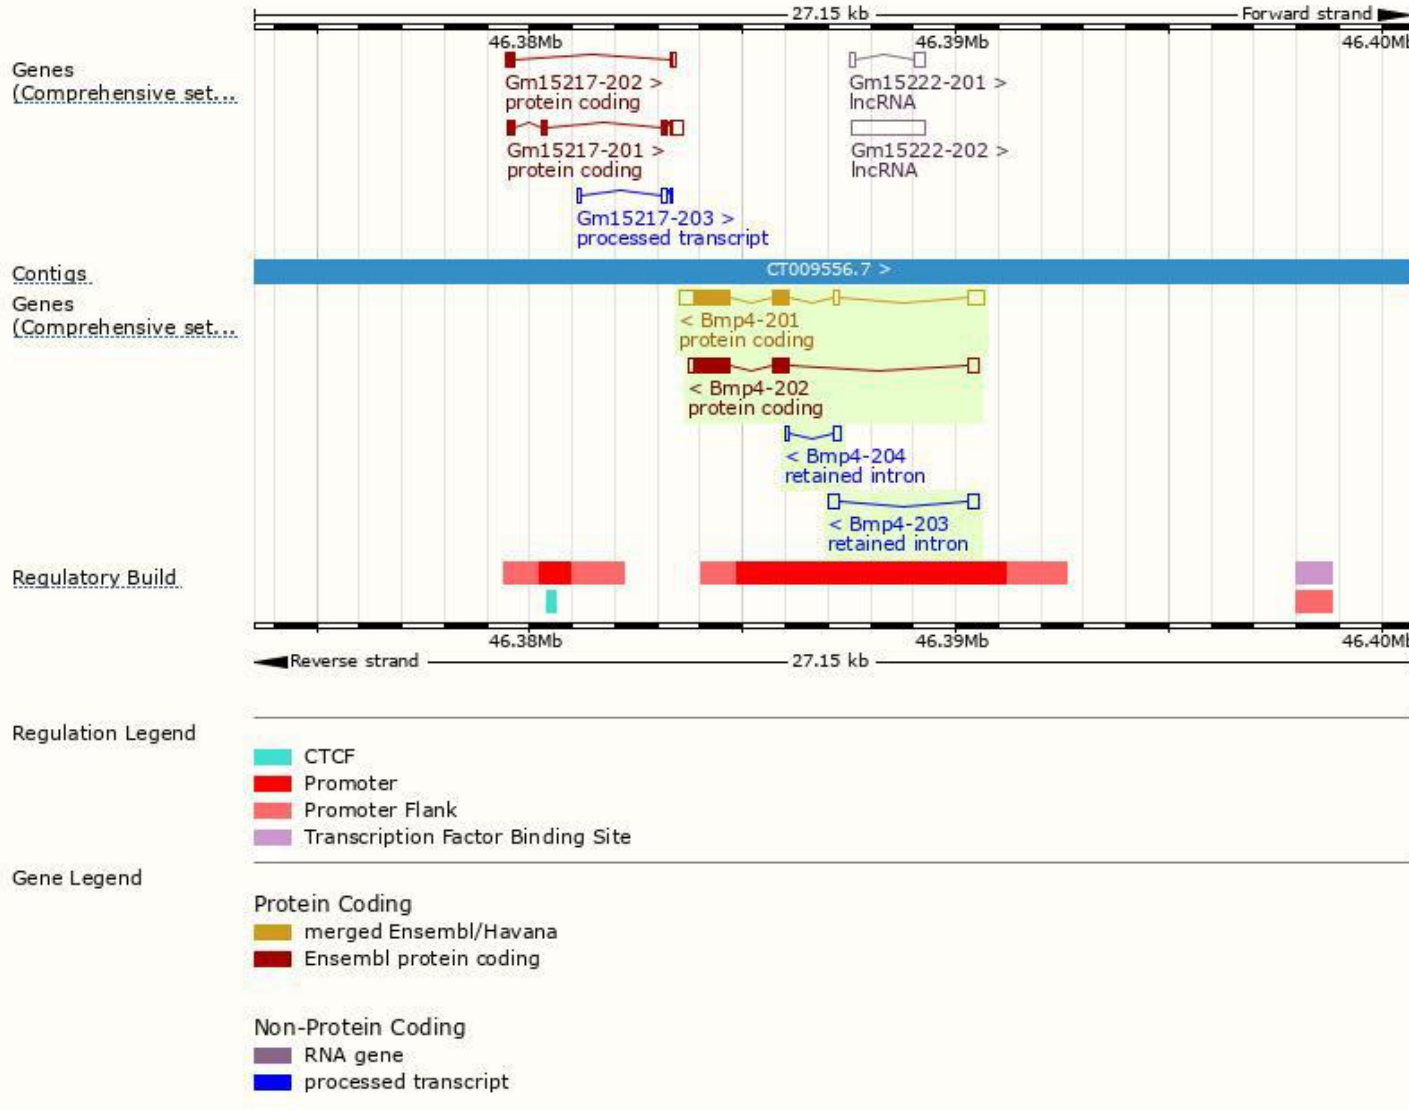 27.15 kb
Forward strand
46.38Mb 46.39Mb 46.40Mb
Genes
(Comprehensive set...
Gm15217-202 >
protein coding
Gm15222-201 >
lncRNA
Gm15217-201 >
protein coding
Gm15222-202 >
lncRNA
Gm15217-203 >
processed transcript
Contigs
CT009556.7 >
Genes
(Comprehensive set...
< Bmp4-201
protein coding
< Bmp4-202
protein coding
< Bmp4-204
retained intron
< Bmp4-203
retained intron
Regulatory Build
46.38Mb 46.39Mb 46.40Mb
Reverse strand
27.15 kb
Regulation Legend
CTCF
Promoter
Promoter Flank
Transcription Factor Binding Site
Gene Legend
Protein Coding
merged Ensembl/Havana
Ensembl protein coding
Non-Protein Coding
RNA gene
processed transcript